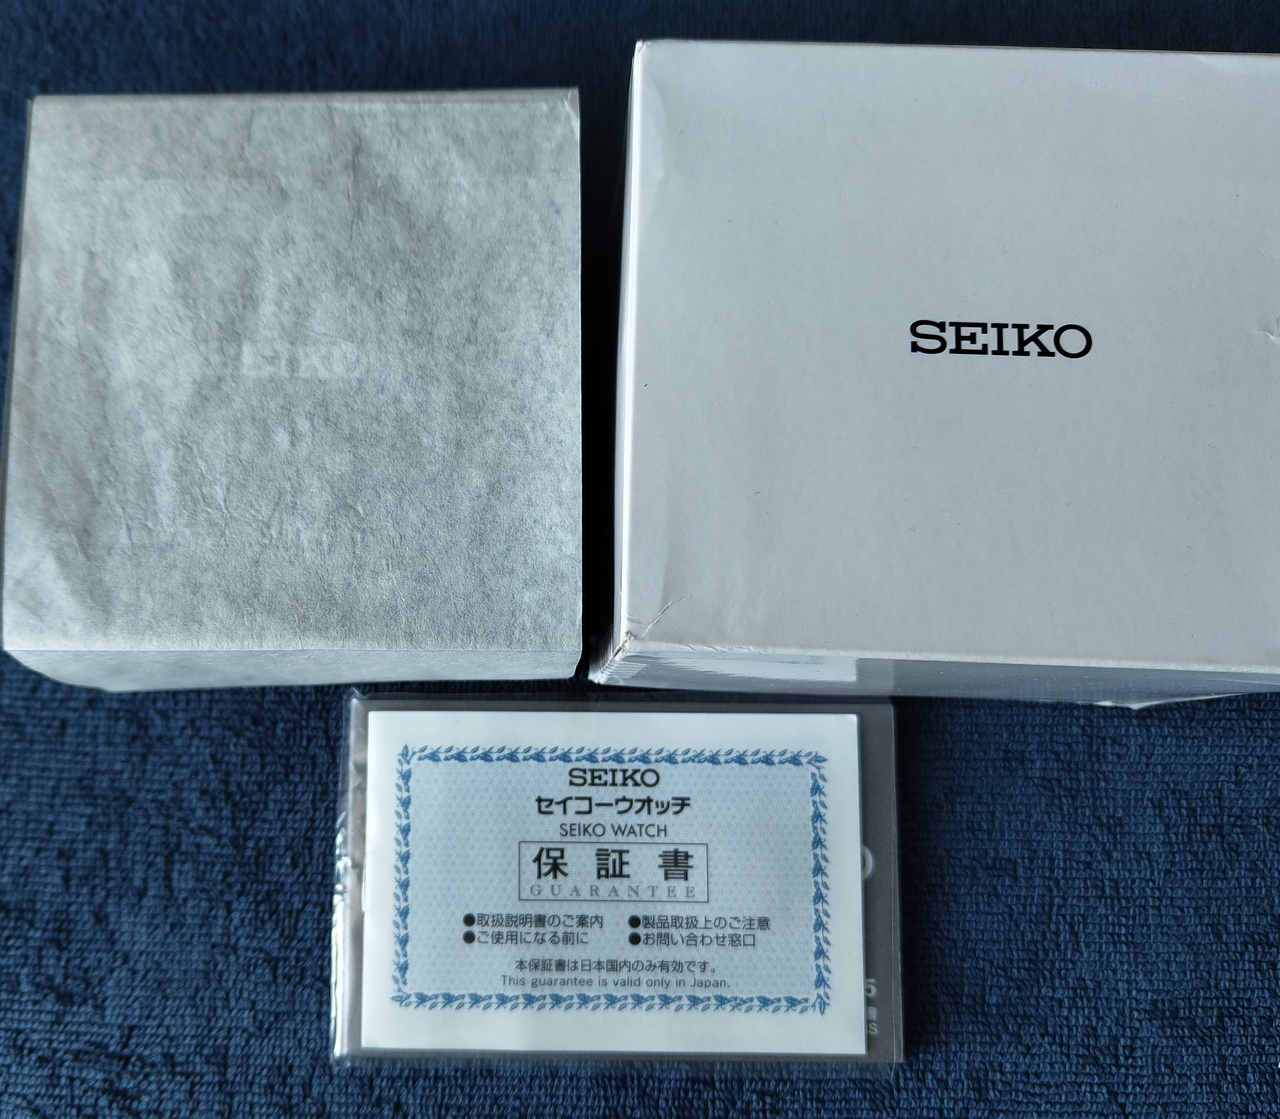 SEIKO
SEIKO
セイコーウオッチ
SEIKO WATCH
保証書
GUARANTEE
●取扱説明書のご案内 ●製品取扱上のご注意
●ご使用になる前に ●お問い合わせ窓口
本保証書は日本国内のみ有効です。
This guarantee is valid only in Japan.
5
書
S